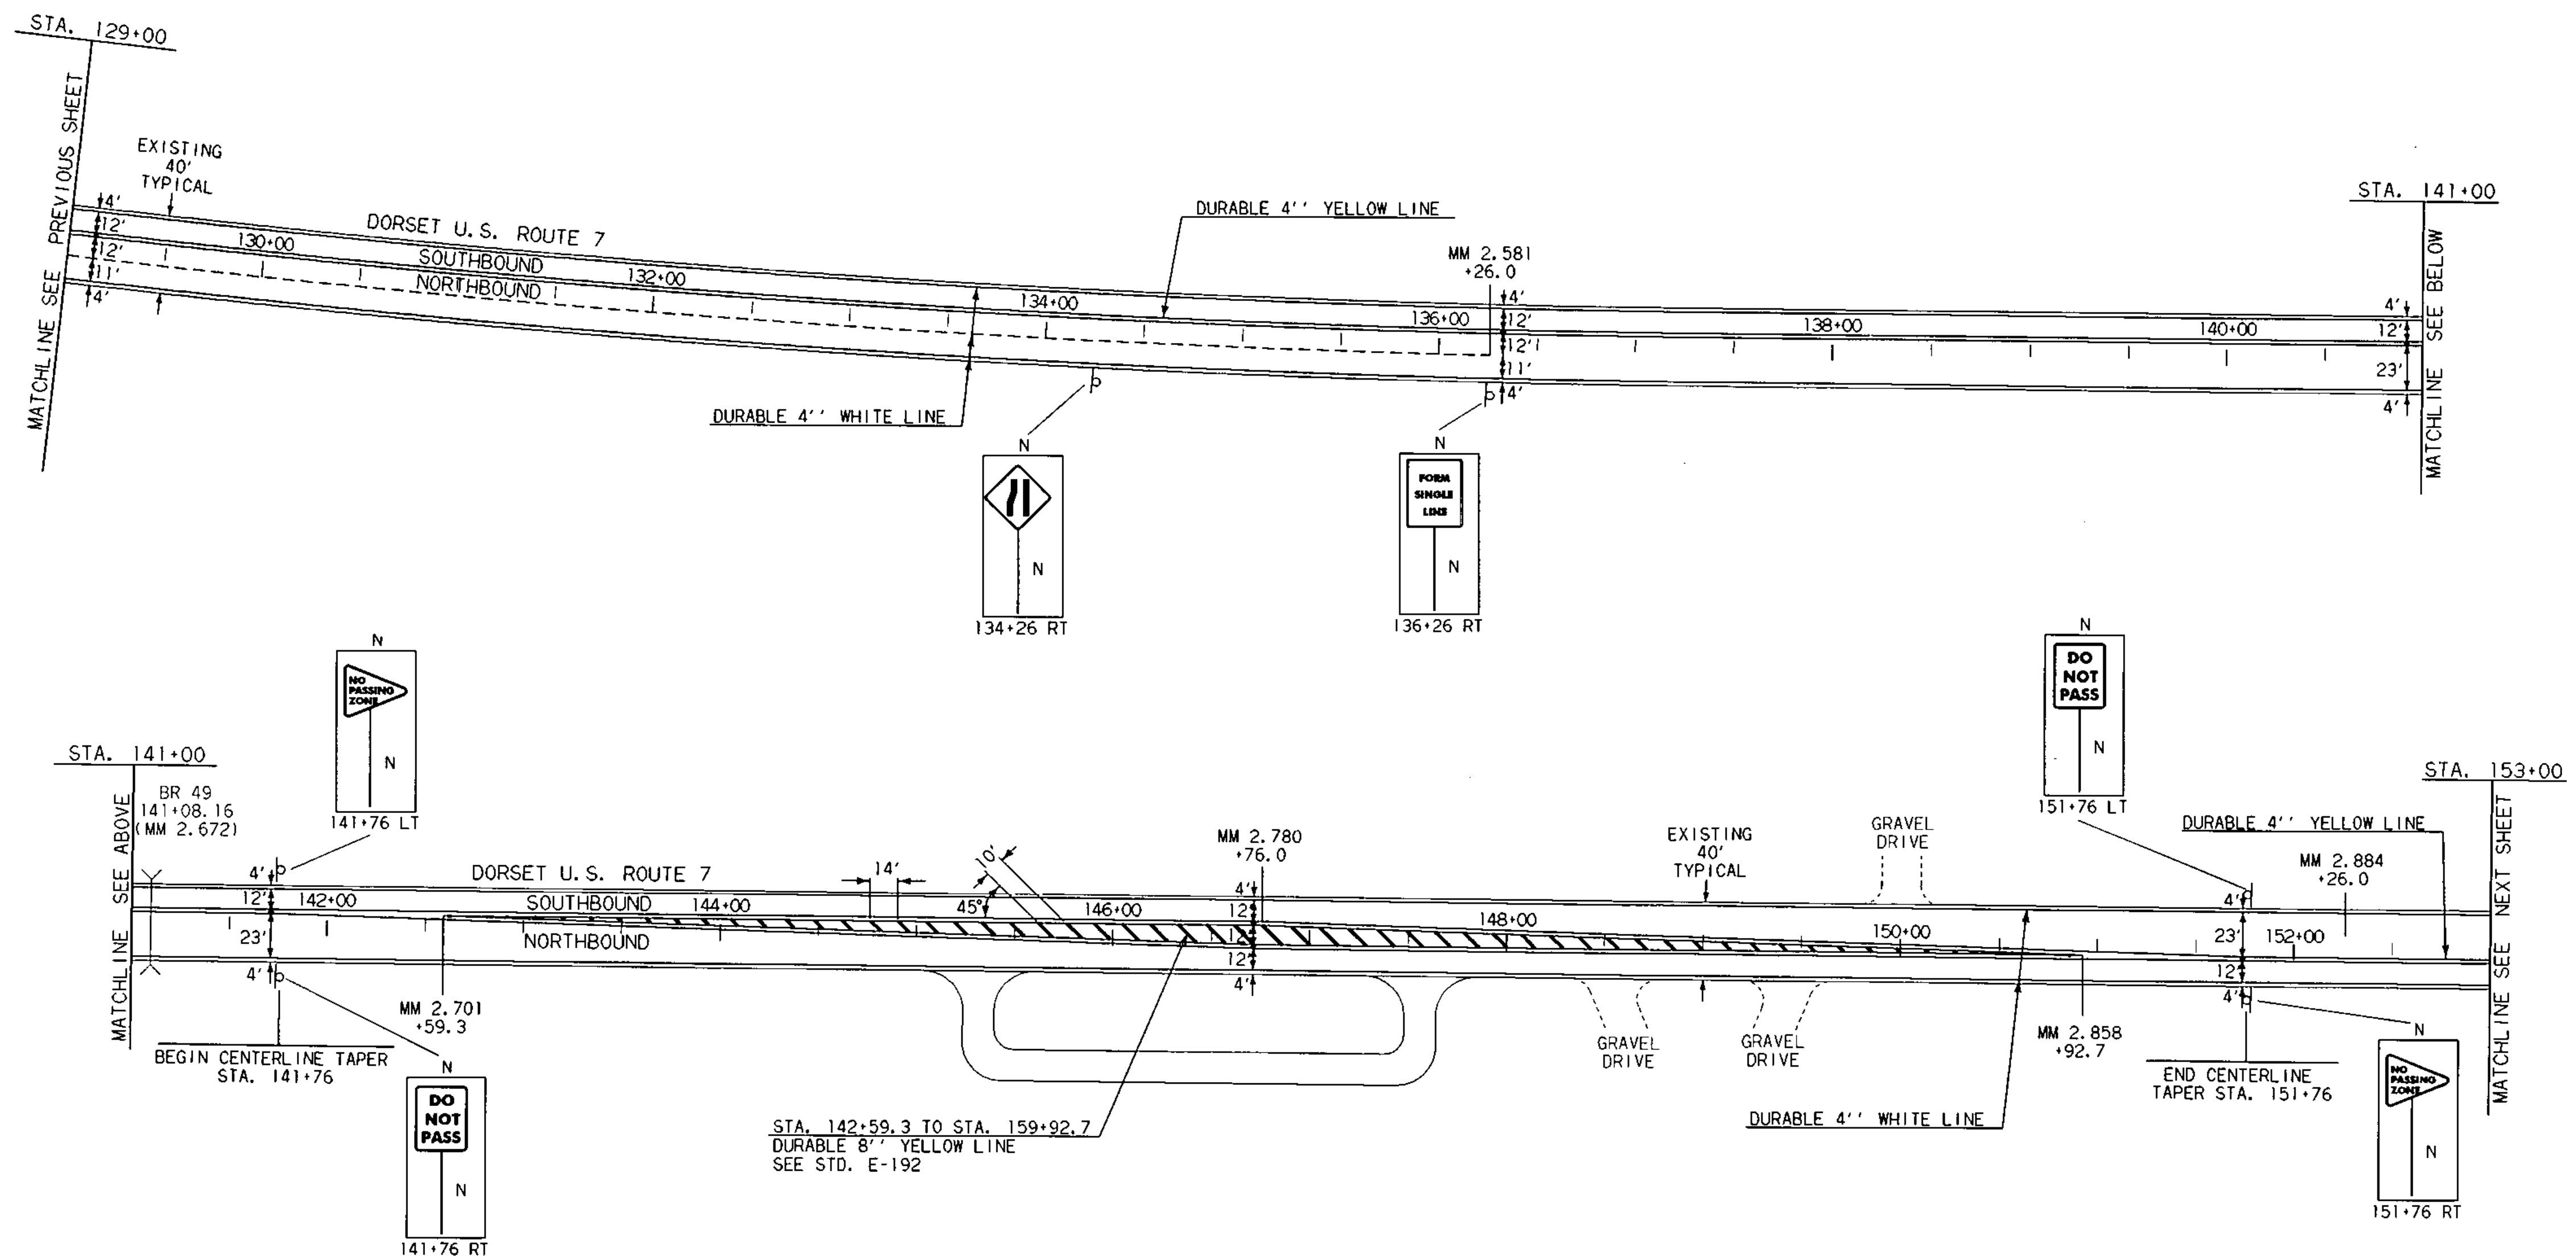 STA. 129+00
MATCHLINE SEE PREVIOUS SHEET
EXISTING
40'
TYPICAL
4'
12'
12'
11'
4'
130+00
DORSET U.S. ROUTE 7
SOUTHBOUND
NORTHBOUND
132+00
134+00
DURABLE 4'' YELLOW LINE
DURABLE 4'' WHITE LINE
136+00
MM 2.581
+26.0
4'
12'
12'
11'
4'
138+00
140+00
4'
12'
23'
4'
STA. 141+00
MATCHLINE SEE BELOW
N
N
134+26 RT
N
FORM
SINGLE
LINE
N
136+26 RT
STA. 141+00
MATCHLINE SEE ABOVE
BR 49
141+08.16
(MM 2.672)
N
NO
PASSING
ZONE
N
141+76 LT
4'
12'
23'
4'
142+00
DORSET U.S. ROUTE 7
SOUTHBOUND
NORTHBOUND
144+00
14'
10'
45°
146+00
MM 2.780
+76.0
4'
12'
12'
12'
4'
148+00
EXISTING
40'
TYPICAL
GRAVEL
DRIVE
150+00
N
DO
NOT
PASS
N
151+76 LT
DURABLE 4'' YELLOW LINE
MM 2.884
+26.0
4'
23'
12'
4'
152+00
STA. 153+00
MATCHLINE SEE NEXT SHEET
MM 2.701
+59.3
BEGIN CENTERLINE TAPER
STA. 141+76
N
DO
NOT
PASS
N
141+76 RT
STA. 142+59.3 TO STA. 159+92.7
DURABLE 8'' YELLOW LINE
SEE STD. E-192
GRAVEL
DRIVE
GRAVEL
DRIVE
DURABLE 4'' WHITE LINE
MM 2.858
+92.7
END CENTERLINE
TAPER STA. 151+76
N
NO
PASSING
ZONE
N
151+76 RT